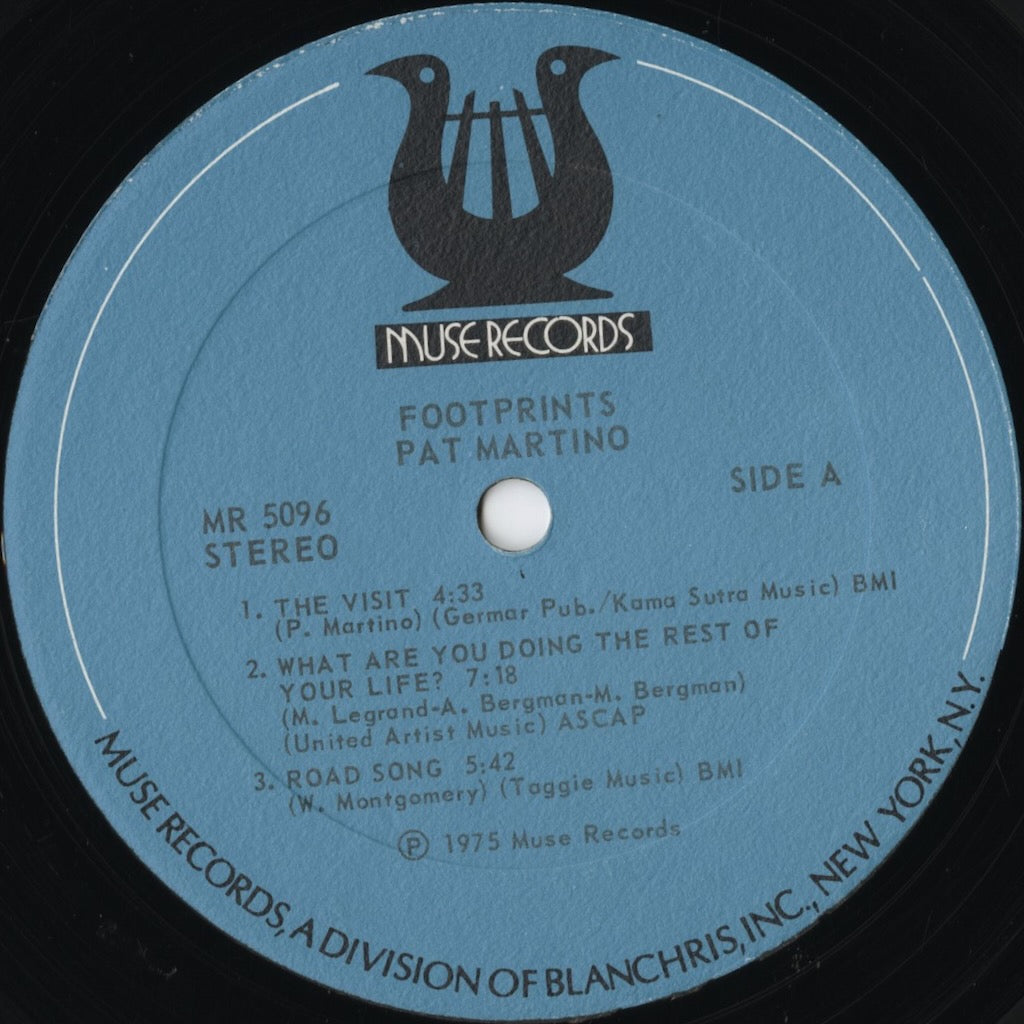 MUSE RECORDS
FOOTPRINTS
PAT MARTINO
SIDE A
MR 5096
STEREO
1. THE VISIT 4:33
(P. Martino) (Germar Pub./Kama Sutra Music) BMI
2. WHAT ARE YOU DOING THE REST OF
YOUR LIFE? 7:18
(M. Legrand-A. Bergman-M. Bergman)
(United Artist Music) ASCAP
3. ROAD SONG 5:42
(W. Montgomery) (Taggie Music) BMI
Ⓟ 1975 Muse Records
MUSE RECORDS, A DIVISION OF BLANCHRIS, INC., NEW YORK, N.Y.